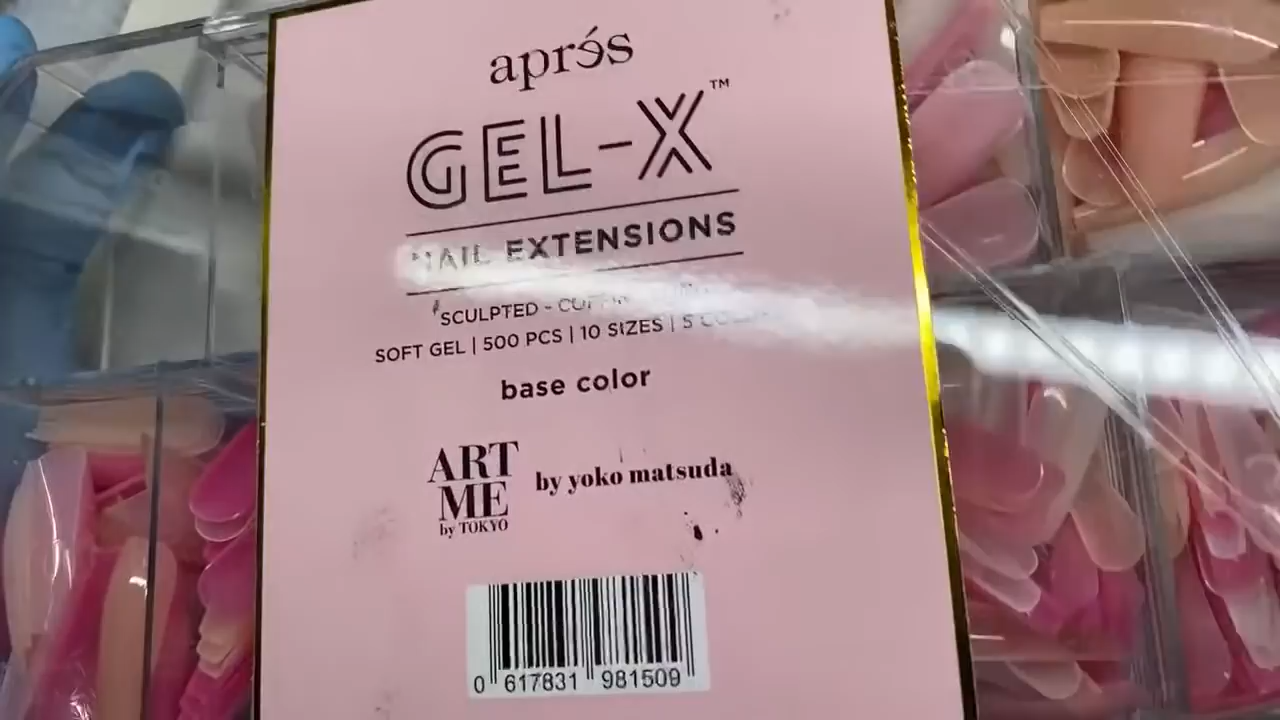 aprés
GEL-X™
NAIL EXTENSIONS
SCULPTED -
SOFT GEL | 500 PCS | 10 SIZES | 5
base color
ART
ME
by TOKYO
by yoko matsuda
0 617831 981509